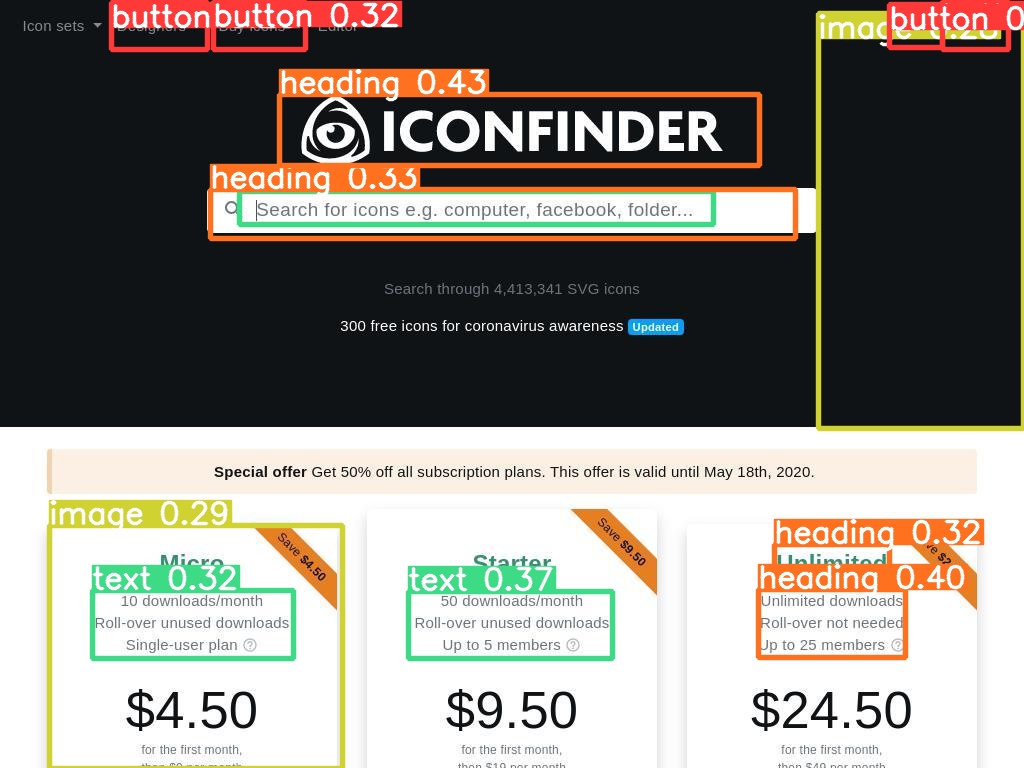 Icon sets
button
button 0.32
image 0.28
button 0
Designers
Buy icons
Editor
heading 0.43
ICONFINDER
heading 0.33
Search for icons e.g. computer, facebook, folder...
Search through 4,413,341 SVG icons
300 free icons for coronavirus awareness Updated
Special offer Get 50% off all subscription plans. This offer is valid until May 18th, 2020.
image 0.29
Save $4.50
Micro
text 0.32
10 downloads/month
Roll-over unused downloads
Single-user plan
$4.50
for the first month,
then $9 per month
Save $9.50
Starter
text 0.37
50 downloads/month
Roll-over unused downloads
Up to 5 members
$9.50
for the first month,
then $19 per month
heading 0.32
Unlimited
heading 0.40
Unlimited downloads
Roll-over not needed
Up to 25 members
$24.50
for the first month,
then $49 per month